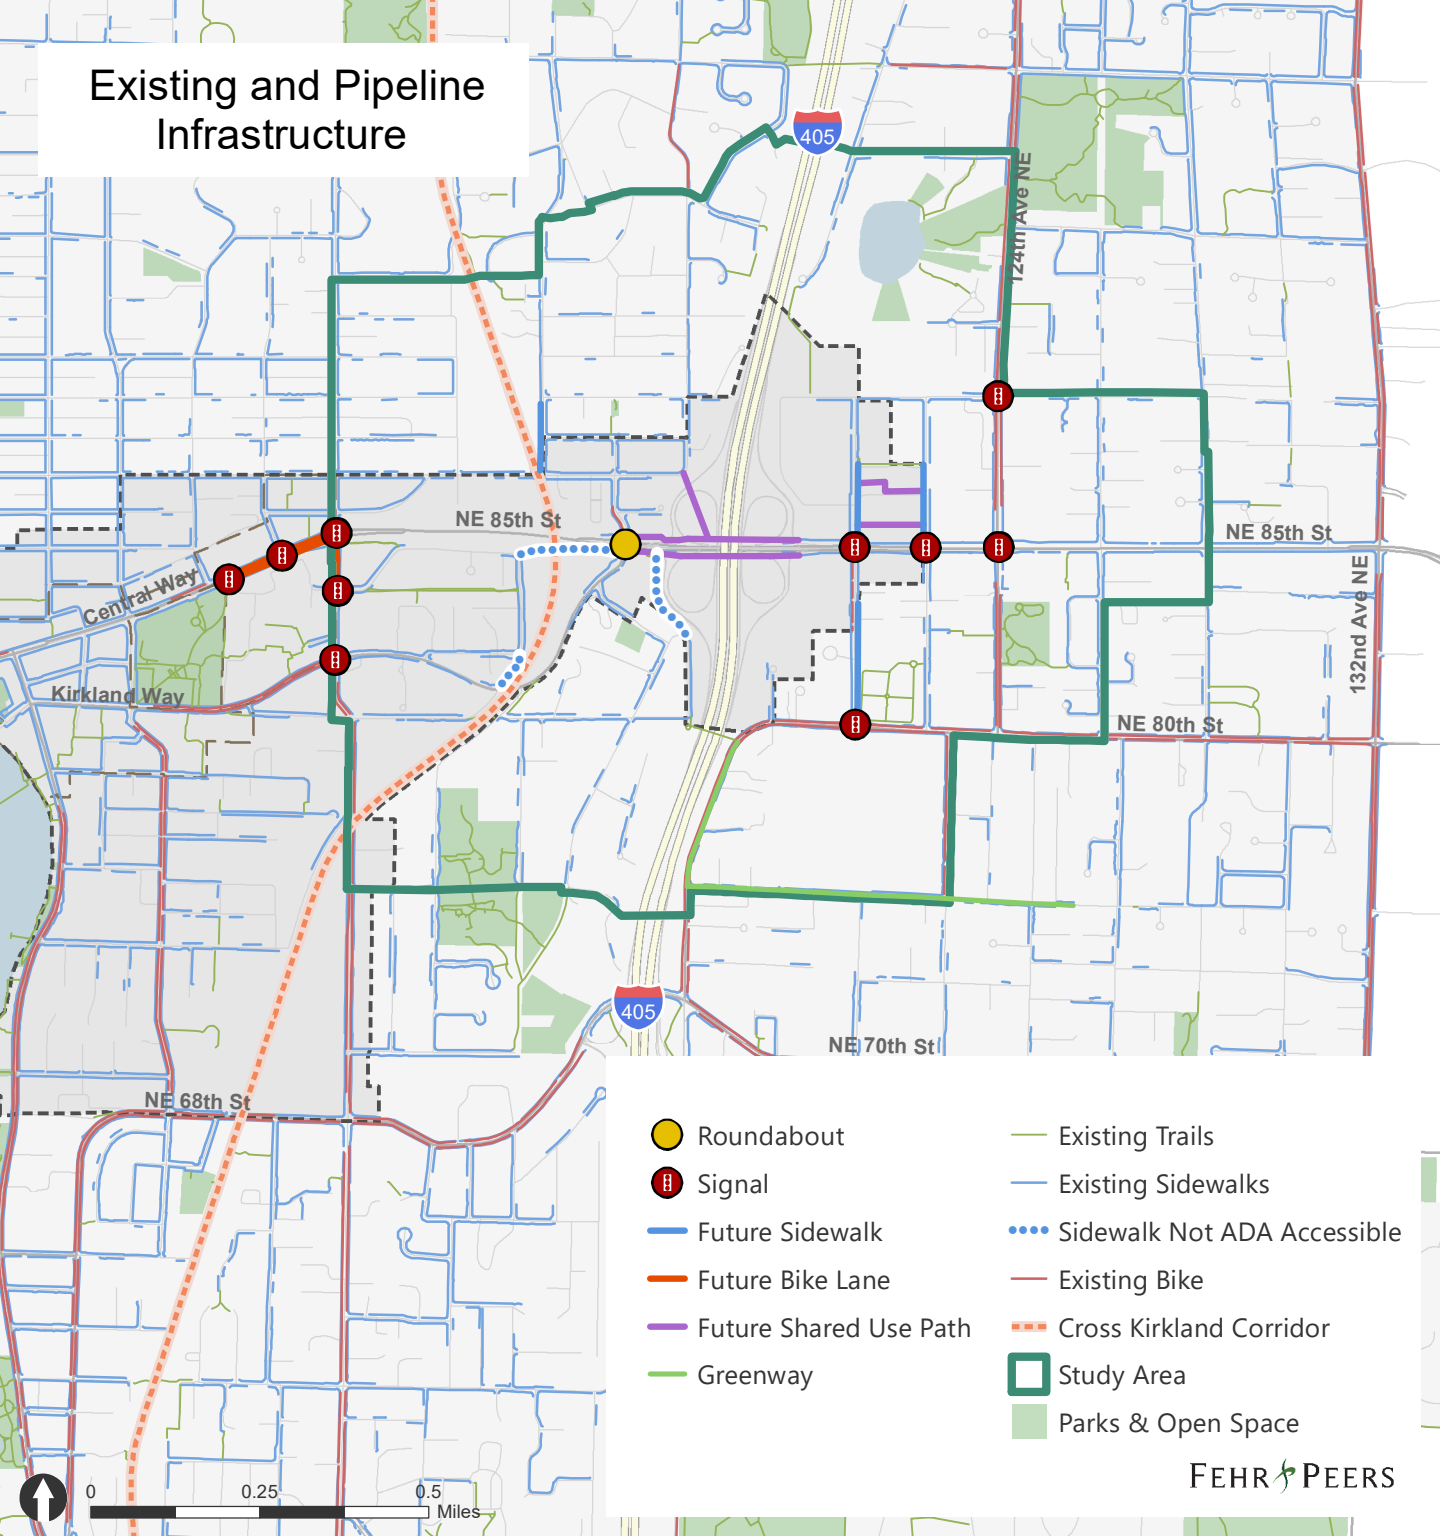 Existing and Pipeline
Infrastructure
405
124th Ave NE
NE 85th St
NE 85th St
Central Way
132nd Ave NE
Kirkland Way
NE 80th St
405
NE 70th St
NE 68th St
Roundabout
Signal
Future Sidewalk
Future Bike Lane
Future Shared Use Path
Greenway
Existing Trails
Existing Sidewalks
Sidewalk Not ADA Accessible
Existing Bike
Cross Kirkland Corridor
Study Area
Parks & Open Space
FEHR PEERS
0 0.25 0.5
Miles